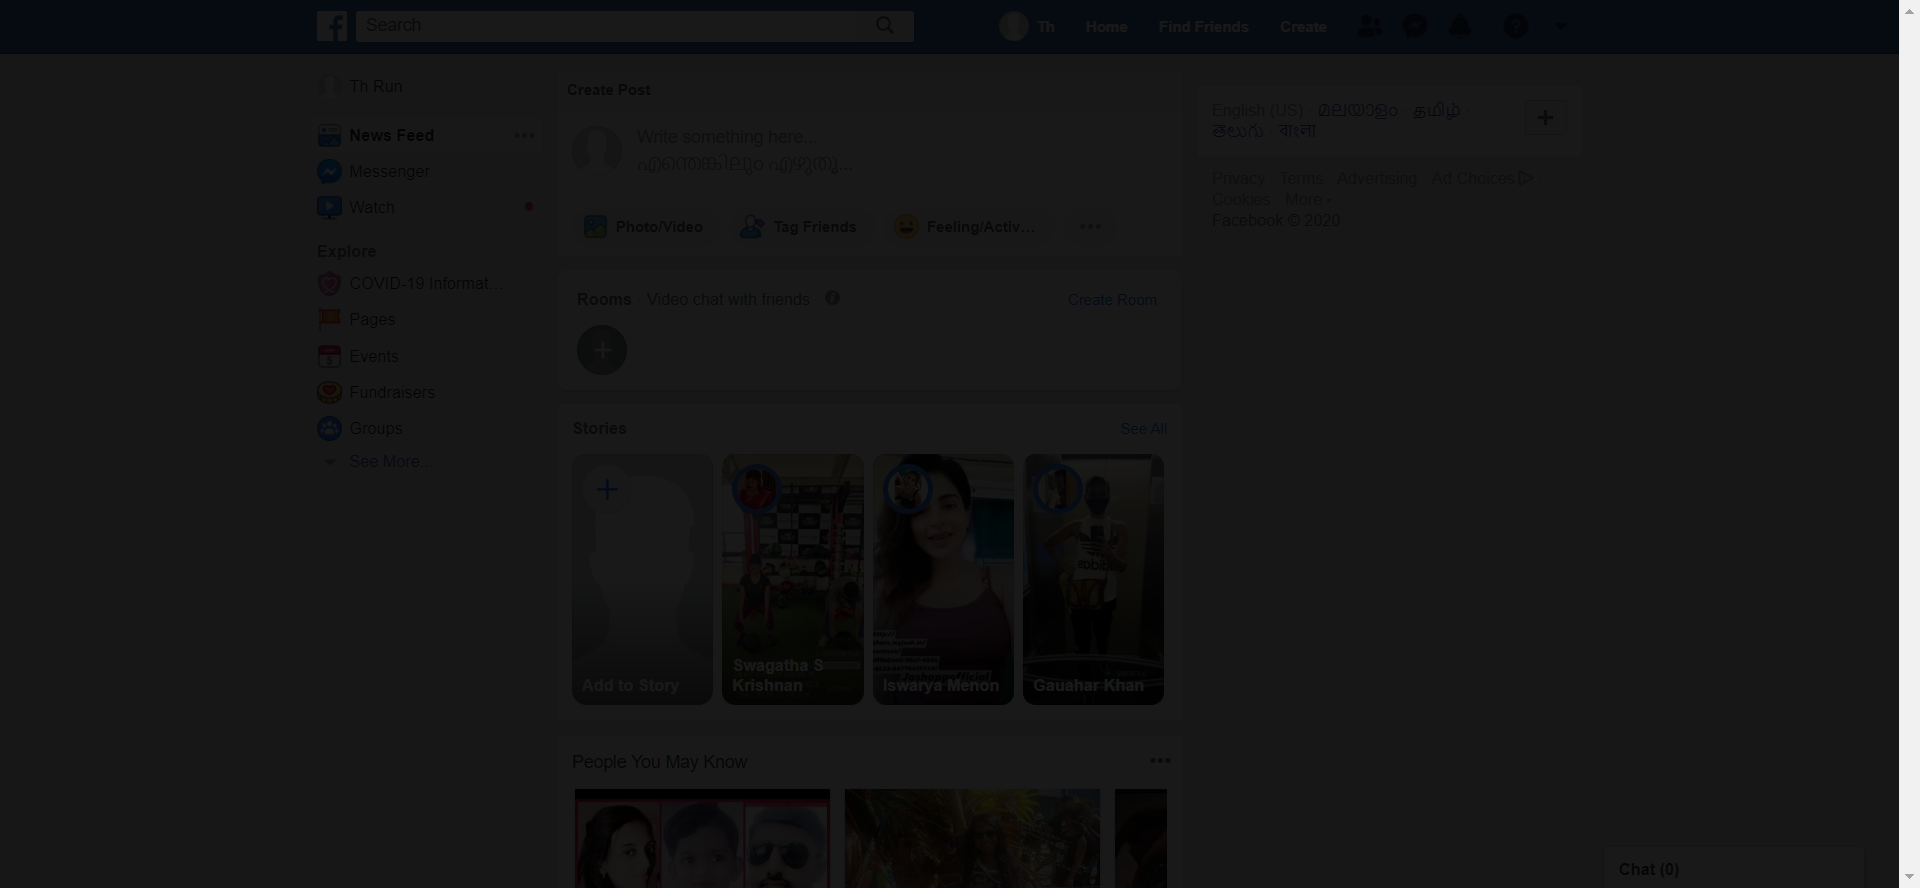 Search
Th
Home
Find Friends
Create
Th Run
News Feed
Messenger
Watch
Explore
COVID-19 Informat...
Pages
Events
Fundraisers
Groups
See More...
Create Post
Write something here...
എന്തെങ്കിലും എഴുതൂ...
Photo/Video
Tag Friends
Feeling/Activ...
Rooms
Video chat with friends
Create Room
Stories
See All
Add to Story
Swagatha S
Krishnan
Iswarya Menon
Gauahar Khan
People You May Know
English (US) മലയാളം தமிழ்
తెలుగు বাংলা
Privacy Terms Advertising Ad Choices
Cookies More
Facebook © 2020
Chat (0)